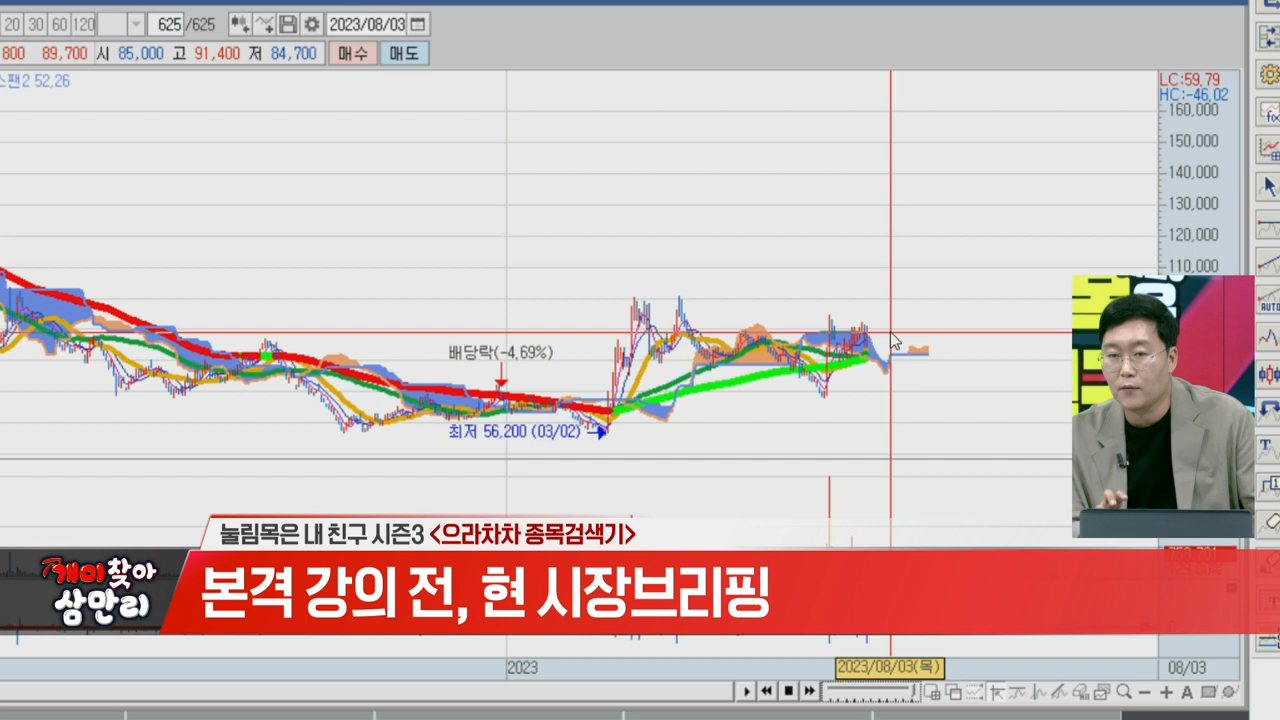 20 30 60 120 625 /625 2023/08/03
800 89,700 시 85,000 고 91,400 저 84,700 매수 매도
스팬2 52,26
LC:59,79
HC:-46,02
160,000
150,000
140,000
130,000
120,000
110,000
AUTO
배당락(-4,69%)
최저 56,200 (03/02)
눌림목은 내 친구 시즌3 <으라차차 종목검색기>
개미찾아
삼만리
본격 강의 전, 현 시장브리핑
2023 2023/08/03(목) 08/03